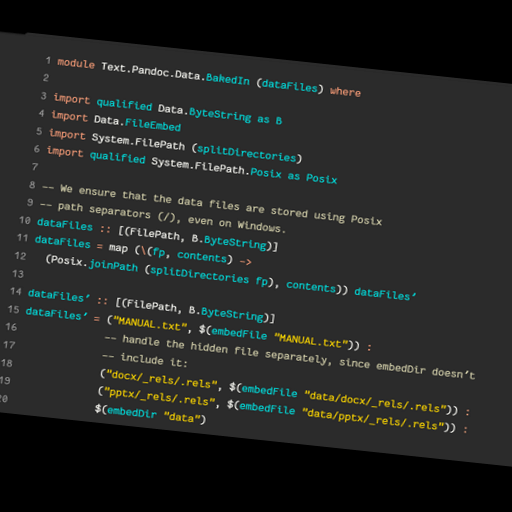 1 module Text.Pandoc.Data.BakedIn (dataFiles) where
2
3 import qualified Data.ByteString as B
4 import Data.FileEmbed
5 import System.FilePath (splitDirectories)
6 import qualified System.FilePath.Posix as Posix
7
8 -- We ensure that the data files are stored using Posix
9 -- path separators (/), even on Windows.
10 dataFiles :: [(FilePath, B.ByteString)]
11 dataFiles = map (\(fp, contents) ->
12   (Posix.joinPath (splitDirectories fp), contents)) dataFiles'
13
14 dataFiles' :: [(FilePath, B.ByteString)]
15 dataFiles' = ("MANUAL.txt", $(embedFile "MANUAL.txt")) :
16              -- handle the hidden file separately, since embedDir doesn't
17              -- include it:
18              ("docx/_rels/.rels", $(embedFile "data/docx/_rels/.rels")) :
19              ("pptx/_rels/.rels", $(embedFile "data/pptx/_rels/.rels")) :
20              $(embedDir "data")